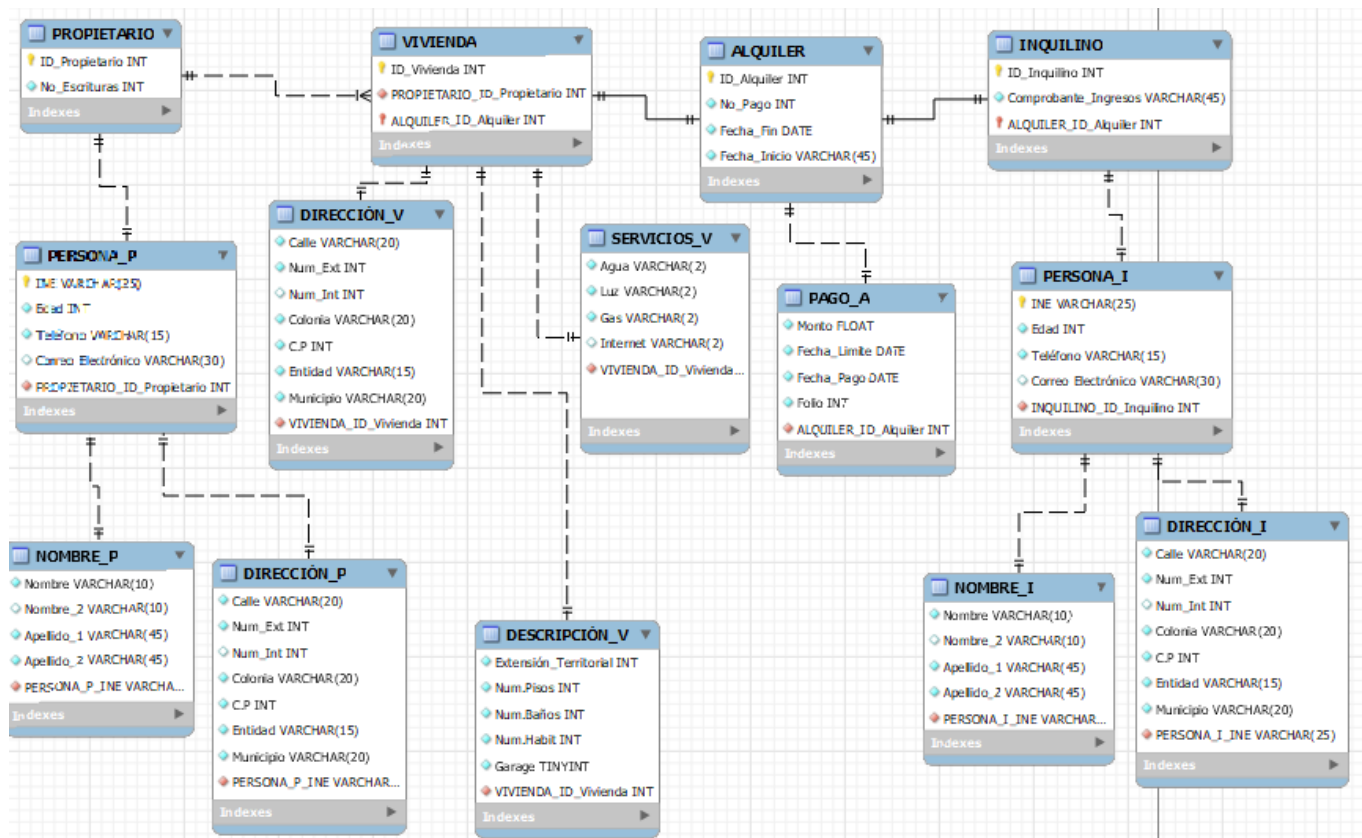 PROPIETARIO
ID_Propietario INT
No_Escrituras INT
Indexes
VIVIENDA
ID_Vivienda INT
PROPIETARIO_ID_Propietario INT
ALQUILER_ID_Alquiler INT
Indexes
ALQUILER
ID_Alquiler INT
No_Pago INT
Fecha_Fin DATE
Fecha_Inicio VARCHAR(45)
Indexes
INQUILINO
ID_Inquilino INT
Comprobante_Ingresos VARCHAR(45)
ALQUILER_ID_Alquiler INT
Indexes
PERSONA_P
INE VARCHAR(25)
Edad INT
Teléfono VARCHAR(15)
Correo Electrónico VARCHAR(30)
PROPIETARIO_ID_Propietario INT
Indexes
DIRECCIÓN_V
Calle VARCHAR(20)
Num_Ext INT
Num_Int INT
Colonia VARCHAR(20)
C.P INT
Entidad VARCHAR(15)
Municipio VARCHAR(20)
VIVIENDA_ID_Vivienda INT
Indexes
SERVICIOS_V
Agua VARCHAR(2)
Luz VARCHAR(2)
Gas VARCHAR(2)
Internet VARCHAR(2)
VIVIENDA_ID_Vivienda...
Indexes
PAGO_A
Monto FLOAT
Fecha_Limite DATE
Fecha_Pago DATE
Folio INT
ALQUILER_ID_Alquiler INT
Indexes
PERSONA_I
INE VARCHAR(25)
Edad INT
Teléfono VARCHAR(15)
Correo Electrónico VARCHAR(30)
INQUILINO_ID_Inquilino INT
Indexes
NOMBRE_P
Nombre VARCHAR(10)
Nombre_2 VARCHAR(10)
Apellido_1 VARCHAR(45)
Apellido_2 VARCHAR(45)
PERSONA_P_INE VARCHA...
Indexes
DIRECCIÓN_P
Calle VARCHAR(20)
Num_Ext INT
Num_Int INT
Colonia VARCHAR(20)
C.P INT
Entidad VARCHAR(15)
Municipio VARCHAR(20)
PERSONA_P_INE VARCHAR...
Indexes
DESCRIPCIÓN_V
Extensión_Territorial INT
Num.Pisos INT
Num.Baños INT
Num.Habit INT
Garage TINYINT
VIVIENDA_ID_Vivienda INT
Indexes
NOMBRE_I
Nombre VARCHAR(10)
Nombre_2 VARCHAR(10)
Apellido_1 VARCHAR(45)
Apellido_2 VARCHAR(45)
PERSONA_I_INE VARCHAR...
Indexes
DIRECCIÓN_I
Calle VARCHAR(20)
Num_Ext INT
Num_Int INT
Colonia VARCHAR(20)
C.P INT
Entidad VARCHAR(15)
Municipio VARCHAR(20)
PERSONA_I_INE VARCHAR(25)
Indexes